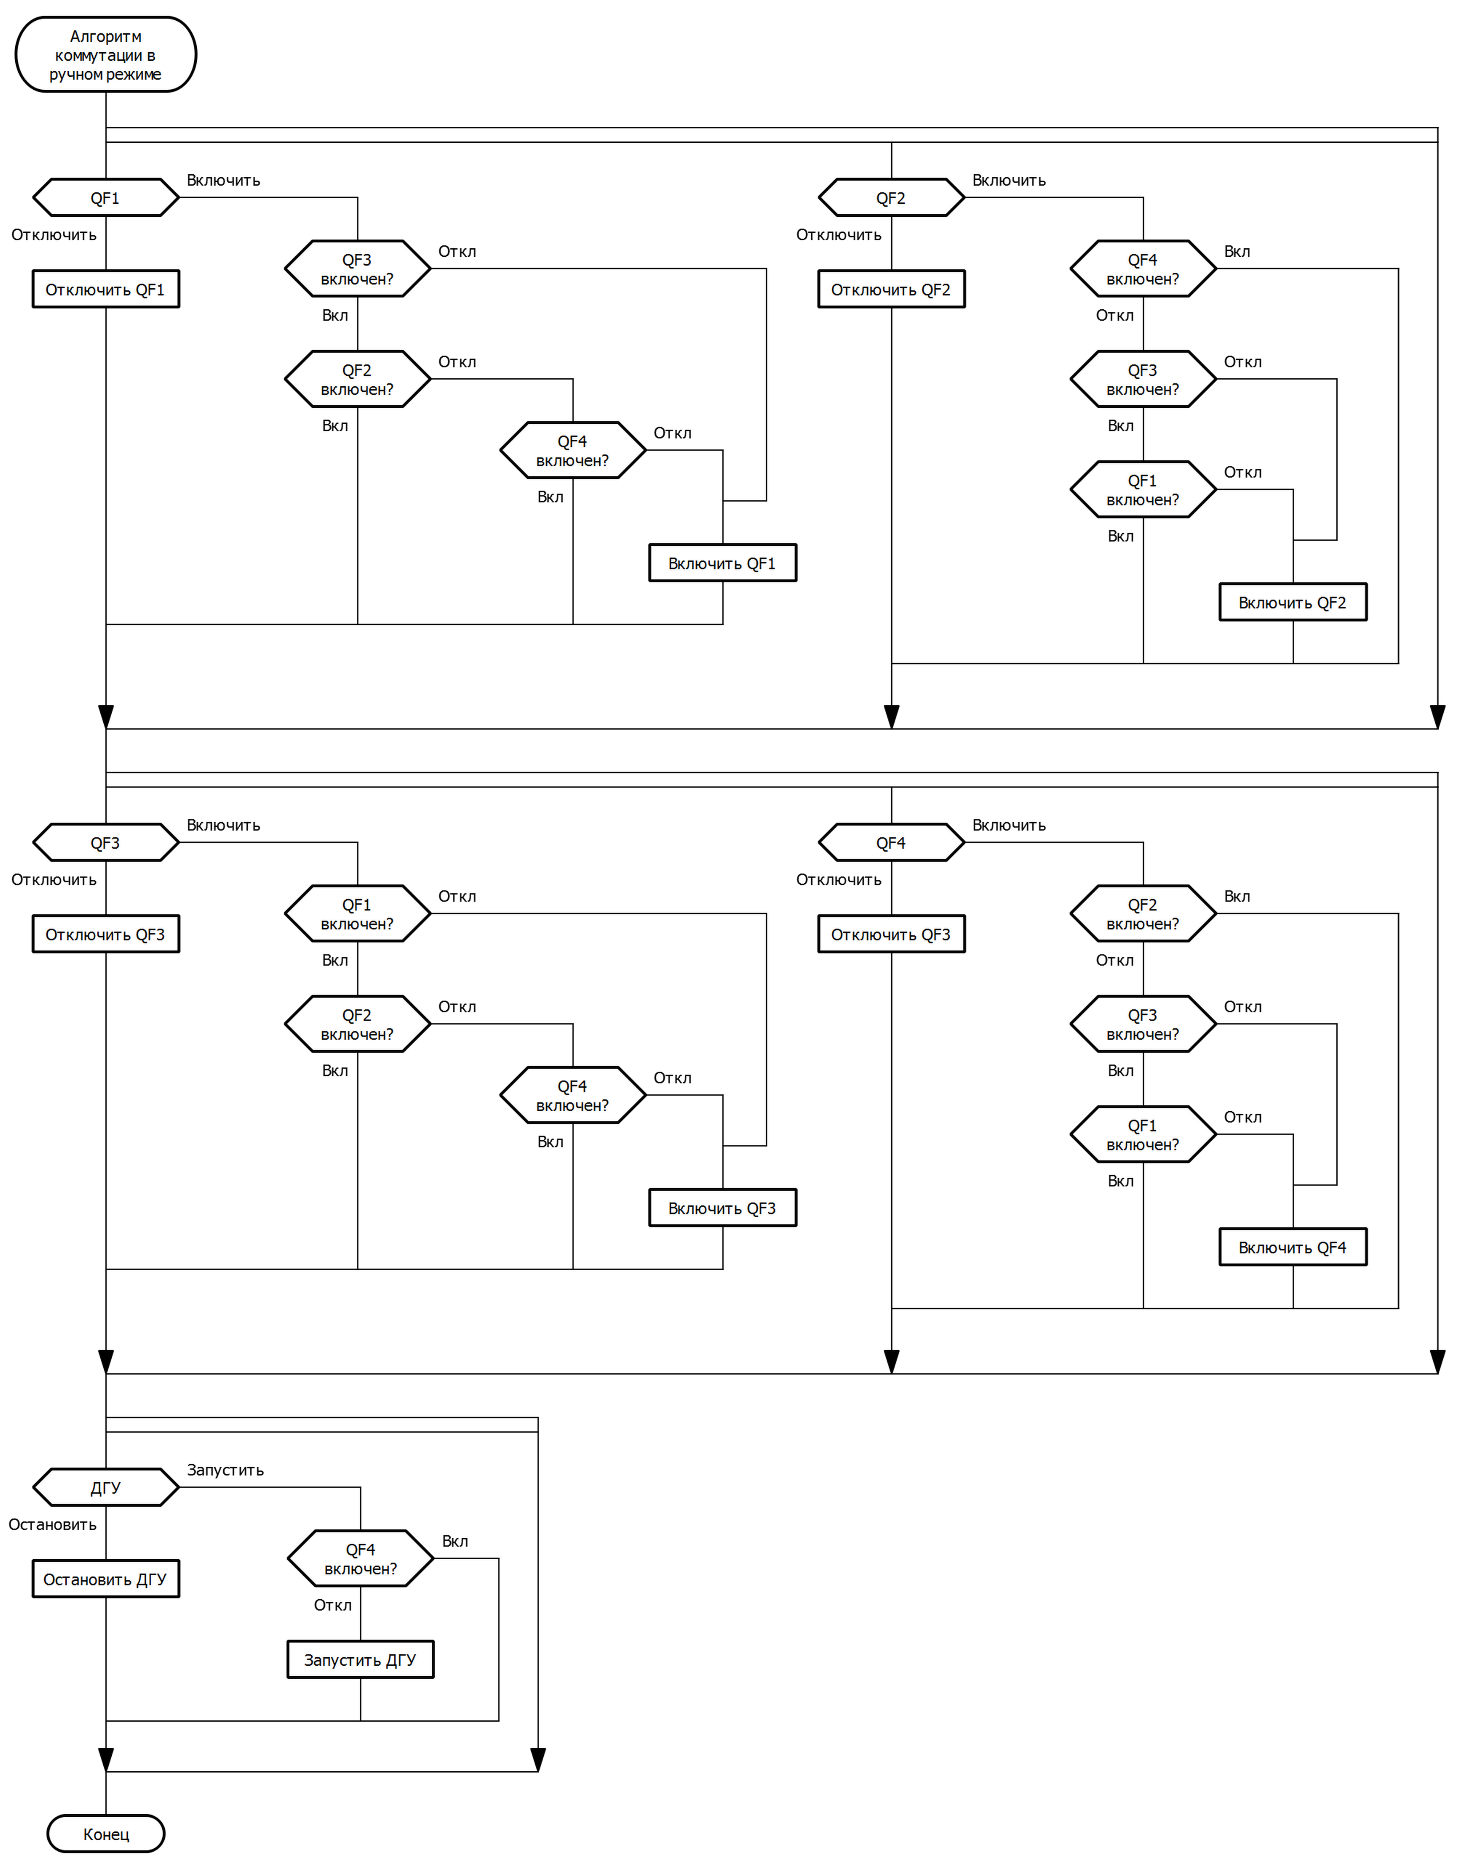 Алгоритм
коммутации в
ручном режиме
QF1
Включить
Отключить
Отключить QF1
QF3
включен?
Откл
Вкл
QF2
включен?
Откл
Вкл
QF4
включен?
Откл
Вкл
Включить QF1
QF2
Включить
Отключить
Отключить QF2
QF4
включен?
Вкл
Откл
QF3
включен?
Откл
Вкл
QF1
включен?
Откл
Вкл
Включить QF2
QF3
Включить
Отключить
Отключить QF3
QF1
включен?
Откл
Вкл
QF2
включен?
Откл
Вкл
QF4
включен?
Откл
Вкл
Включить QF3
QF4
Включить
Отключить
Отключить QF3
QF2
включен?
Вкл
Откл
QF3
включен?
Откл
Вкл
QF1
включен?
Откл
Вкл
Включить QF4
ДГУ
Запустить
Остановить
Остановить ДГУ
QF4
включен?
Вкл
Откл
Запустить ДГУ
Конец